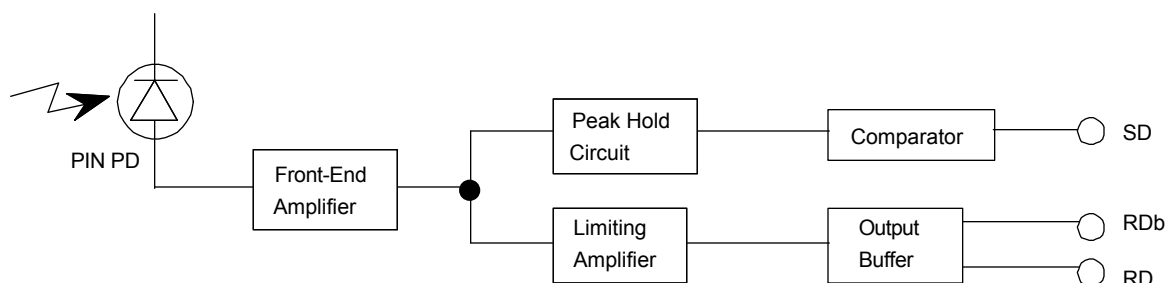 PIN PD
Front-End
Amplifier
Peak Hold
Circuit
Comparator
SD
Limiting
Amplifier
Output
Buffer
RDb
RD